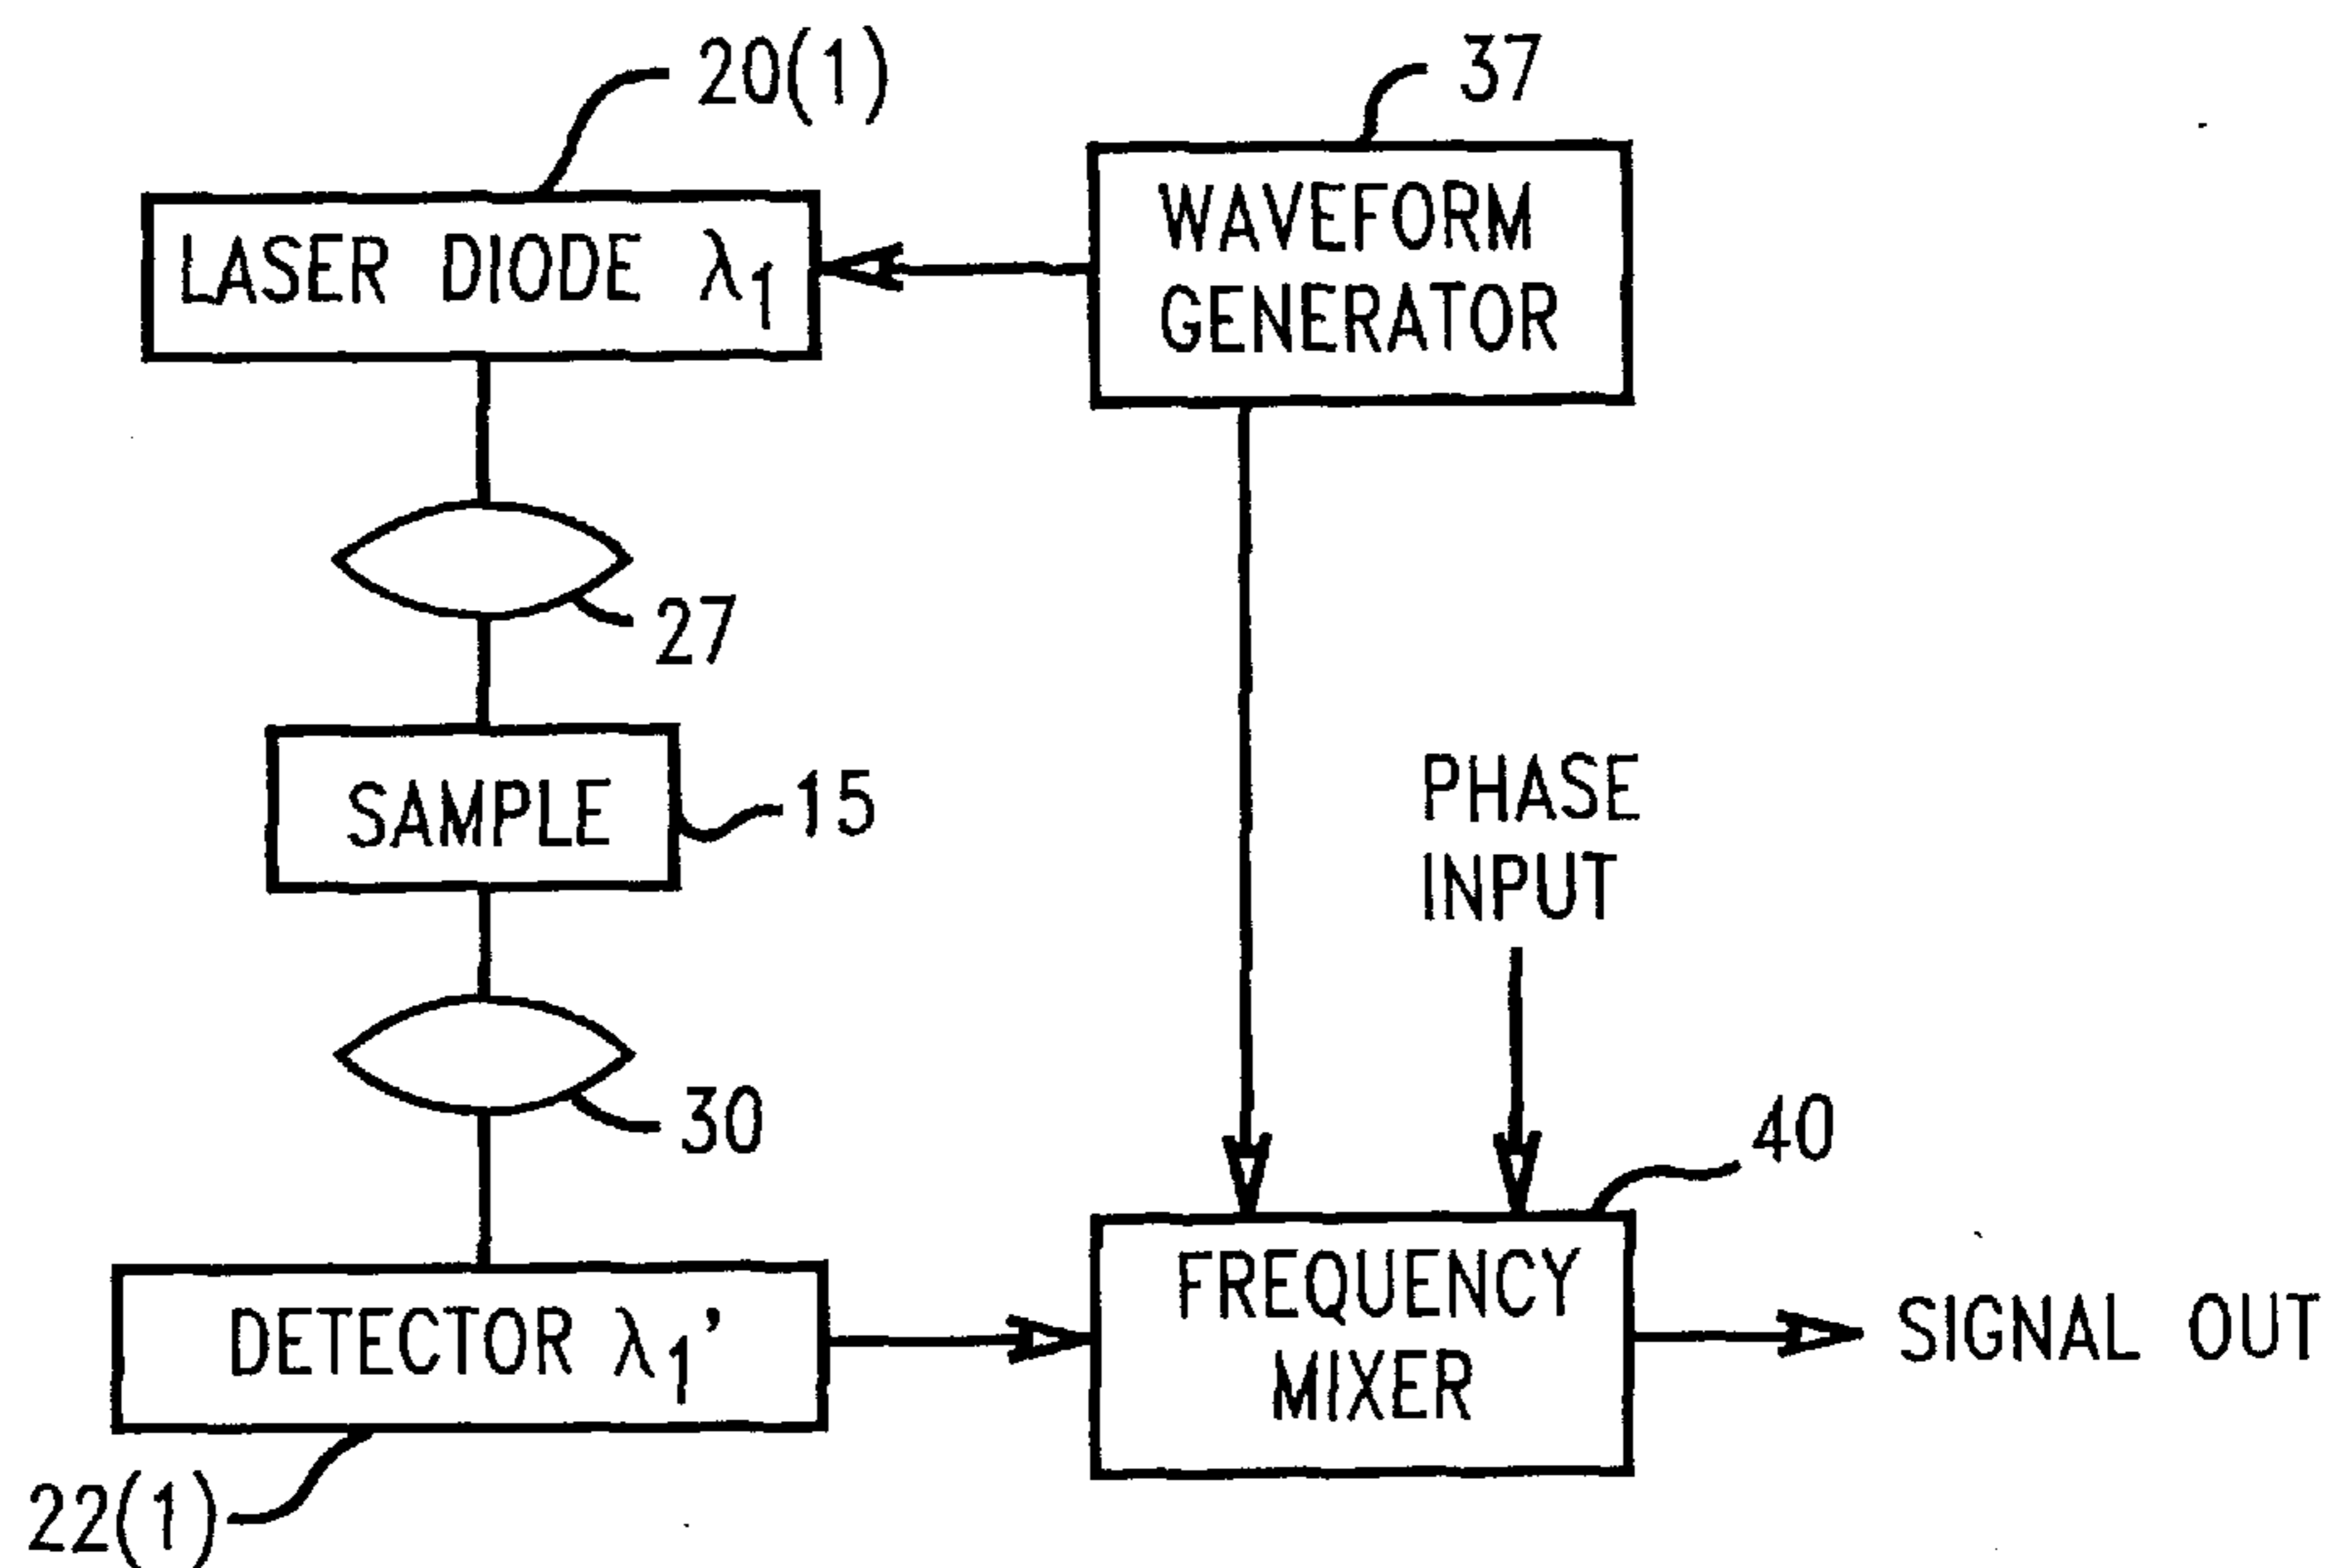 20(1)
37
LASER DIODE λ1
WAVEFORM
GENERATOR
27
SAMPLE
15
PHASE
INPUT
30
40
DETECTOR λ1'
FREQUENCY
MIXER
SIGNAL OUT
22(1)